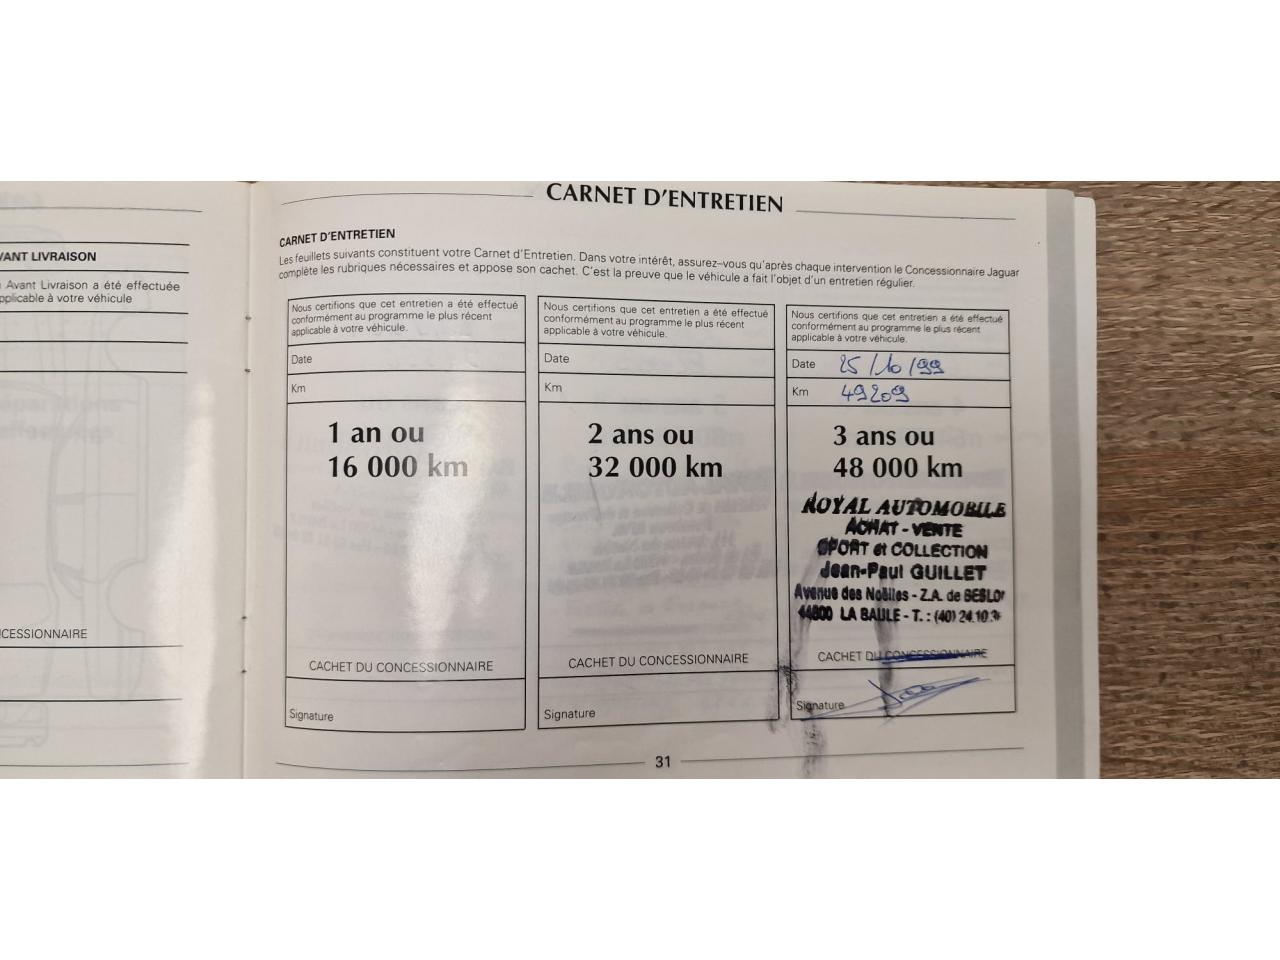 CARNET D'ENTRETIEN
VANT LIVRAISON
Avant Livraison a été effectuée
pplicable à votre véhicule
CONCESSIONNAIRE
CARNET D'ENTRETIEN
Les feuillets suivants constituent votre Carnet d'Entretien. Dans votre intérêt, assurez-vous qu'après chaque intervention le Concessionnaire Jaguar
complète les rubriques nécessaires et appose son cachet. C'est la preuve que le véhicule a fait l'objet d'un entretien régulier.
Nous certifions que cet entretien a été effectué
conformément au programme le plus récent
applicable à votre véhicule.
Date
Km
1 an ou
16 000 km
CACHET DU CONCESSIONNAIRE
Signature
Nous certifions que cet entretien a été effectué
conformément au programme le plus récent
applicable à votre véhicule.
Date
Km
2 ans ou
32 000 km
CACHET DU CONCESSIONNAIRE
Signature
Nous certifions que cet entretien a été effectué
conformément au programme le plus récent
applicable à votre véhicule.
Date 25/10/99
Km 49209
3 ans ou
48 000 km
ROYAL AUTOMOBILE
ACHAT - VENTE
SPORT et COLLECTION
Jean-Paul GUILLET
Avenue des Noëlles - Z.A. de BESLON
44800 LA BAULE - T. : (40) 24.10.
CACHET DU CONCESSIONNAIRE
Signature
31